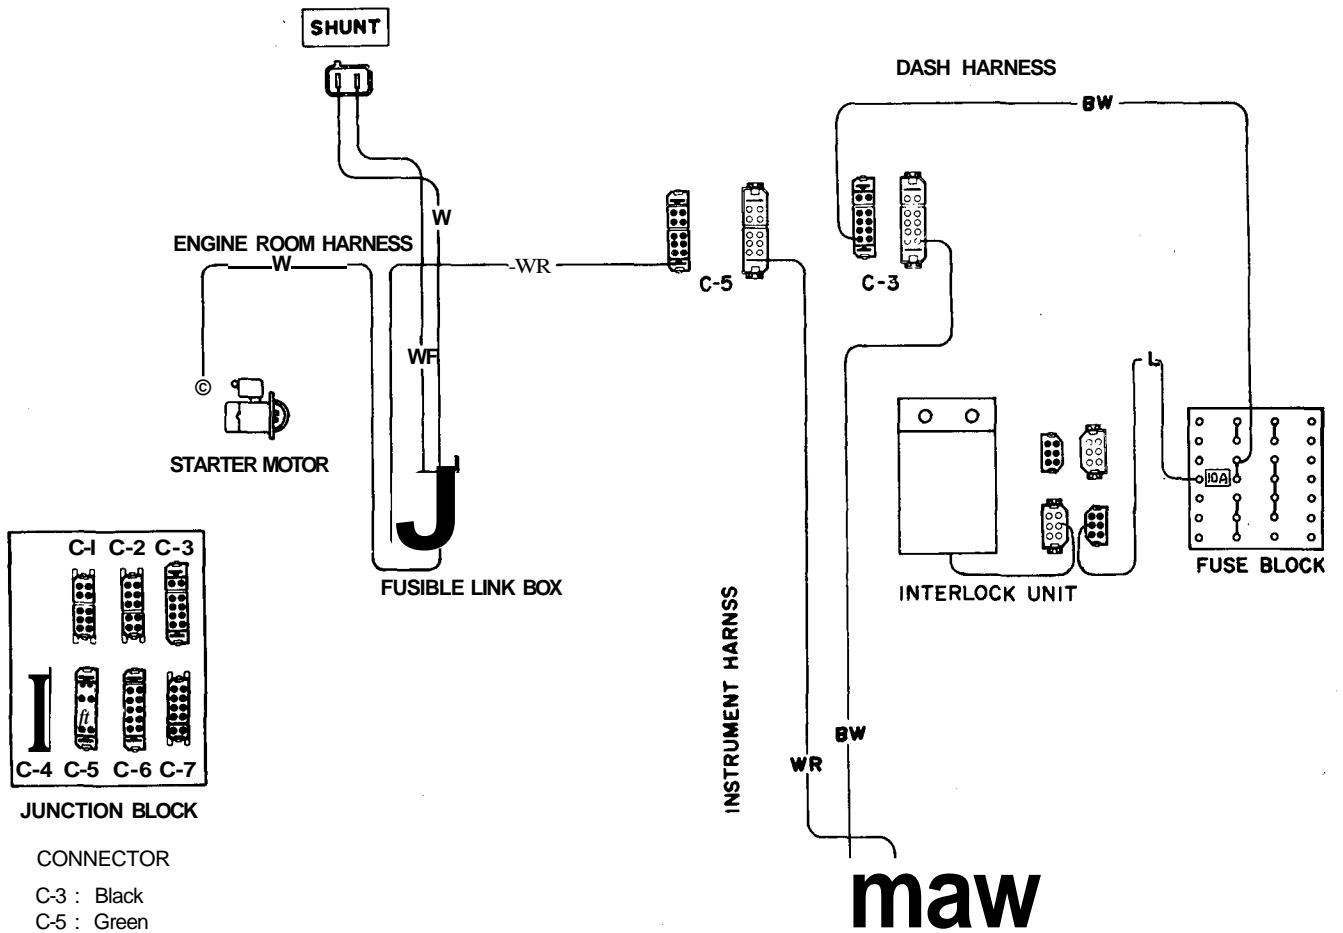 SHUNT
DASH HARNESS
BW
W
ENGINE ROOM HARNESS
W
-WR
C-5
C-3
WF
L
©
STARTER MOTOR
10A
FUSE BLOCK
C-1 C-2 C-3
J
FUSIBLE LINK BOX
INTERLOCK UNIT
INSTRUMENT HARNSS
I
ft
BW
WR
C-4 C-5 C-6 C-7
JUNCTION BLOCK
CONNECTOR
C-3 : Black
C-5 : Green
maw